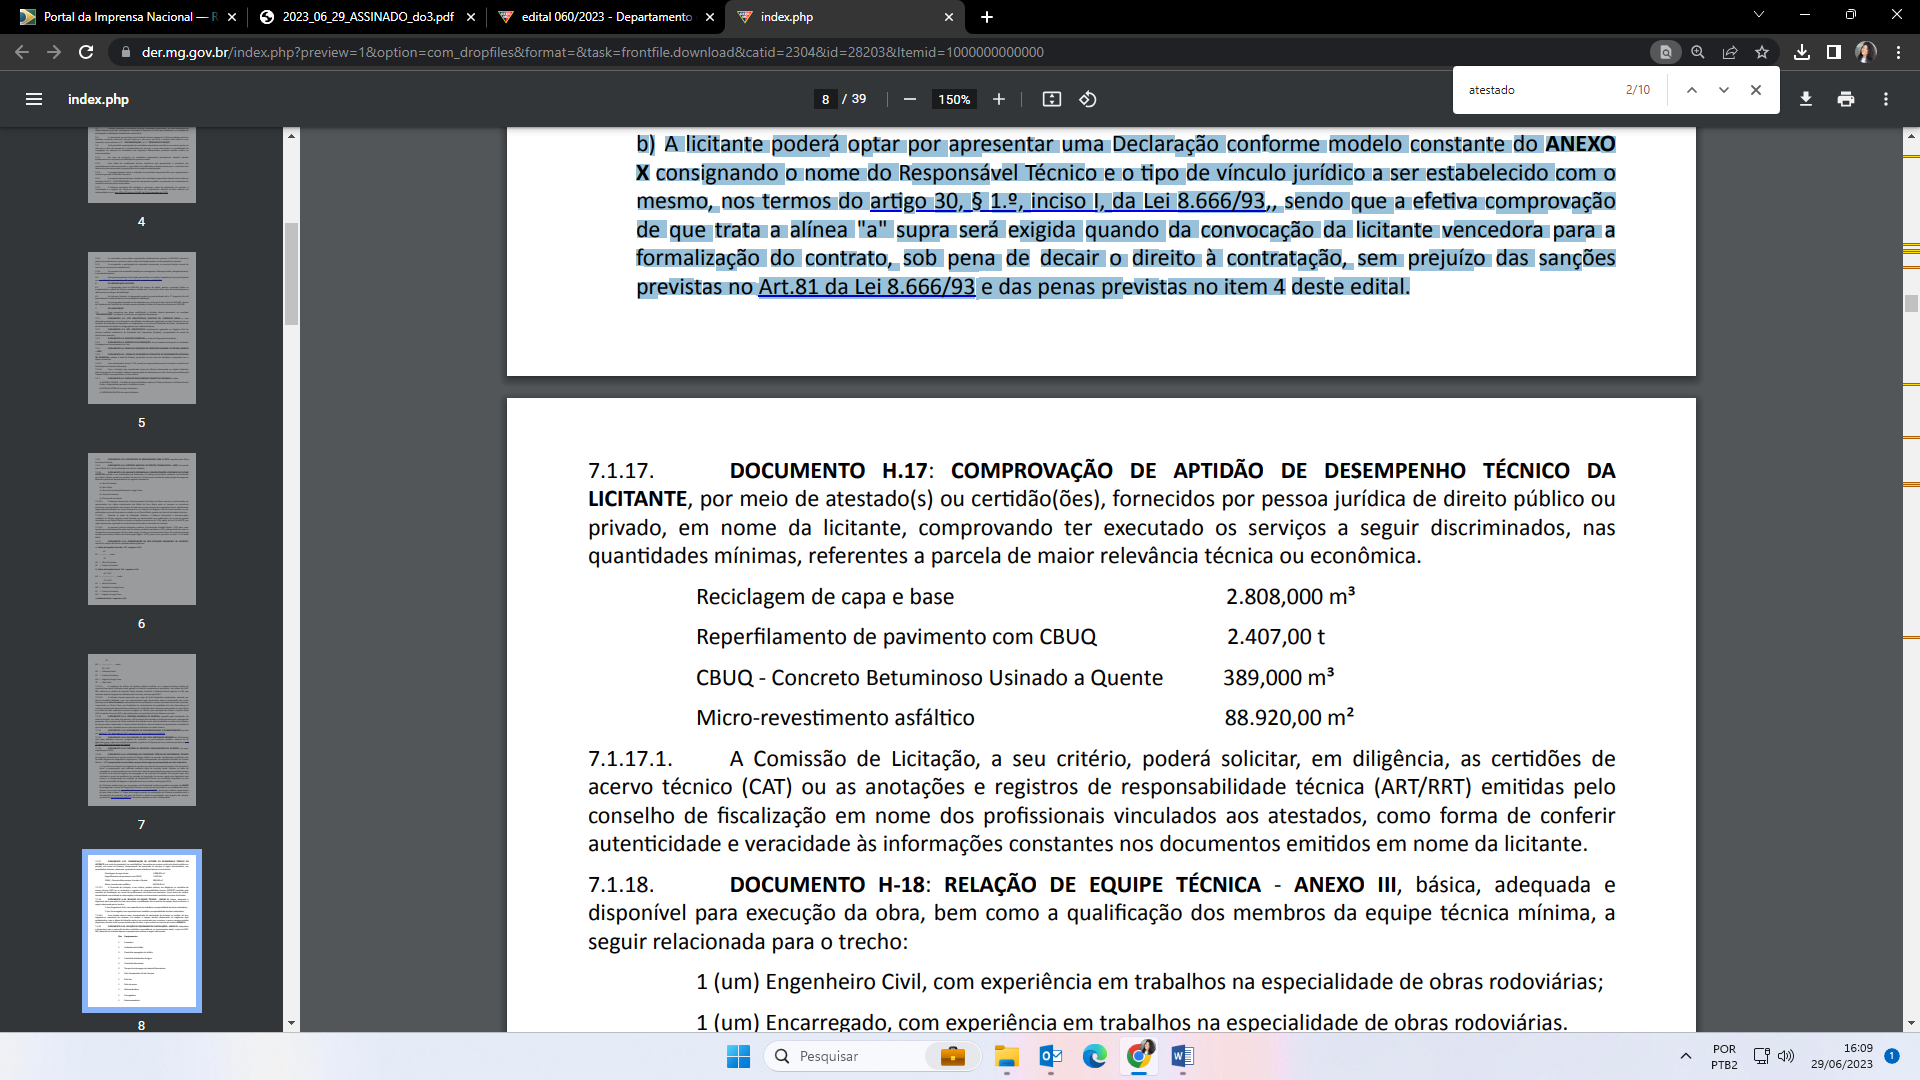 Portal da Imprensa Nacional — R
2023_06_29_ASSINADO_do3.pdf
edital 060/2023 - Departamento
index.php
der.mg.gov.br/index.php?preview=1&option=com_dropfiles&format=&task=frontfile.download&catid=2304&id=28203&Itemid=1000000000000
index.php
8 / 39
150%
atestado
2/10
4
5
6
7
8
b) A licitante poderá optar por apresentar uma Declaração conforme modelo constante do ANEXO
X consignando o nome do Responsável Técnico e o tipo de vínculo jurídico a ser estabelecido com o
mesmo, nos termos do artigo 30, § 1.º, inciso I, da Lei 8.666/93,, sendo que a efetiva comprovação
de que trata a alínea "a" supra será exigida quando da convocação da licitante vencedora para a
formalização do contrato, sob pena de decair o direito à contratação, sem prejuízo das sanções
previstas no Art.81 da Lei 8.666/93 e das penas previstas no item 4 deste edital.
7.1.17. DOCUMENTO H.17: COMPROVAÇÃO DE APTIDÃO DE DESEMPENHO TÉCNICO DA
LICITANTE, por meio de atestado(s) ou certidão(ões), fornecidos por pessoa jurídica de direito público ou
privado, em nome da licitante, comprovando ter executado os serviços a seguir discriminados, nas
quantidades mínimas, referentes a parcela de maior relevância técnica ou econômica.
Reciclagem de capa e base 2.808,000 m³
Reperfilamento de pavimento com CBUQ 2.407,00 t
CBUQ - Concreto Betuminoso Usinado a Quente 389,000 m³
Micro-revestimento asfáltico 88.920,00 m²
7.1.17.1. A Comissão de Licitação, a seu critério, poderá solicitar, em diligência, as certidões de
acervo técnico (CAT) ou as anotações e registros de responsabilidade técnica (ART/RRT) emitidas pelo
conselho de fiscalização em nome dos profissionais vinculados aos atestados, como forma de conferir
autenticidade e veracidade às informações constantes nos documentos emitidos em nome da licitante.
7.1.18. DOCUMENTO H-18: RELAÇÃO DE EQUIPE TÉCNICA - ANEXO III, básica, adequada e
disponível para execução da obra, bem como a qualificação dos membros da equipe técnica mínima, a
seguir relacionada para o trecho:
1 (um) Engenheiro Civil, com experiência em trabalhos na especialidade de obras rodoviárias;
1 (um) Encarregado, com experiência em trabalhos na especialidade de obras rodoviárias.
Pesquisar
POR
PTB2
16:09
29/06/2023
1